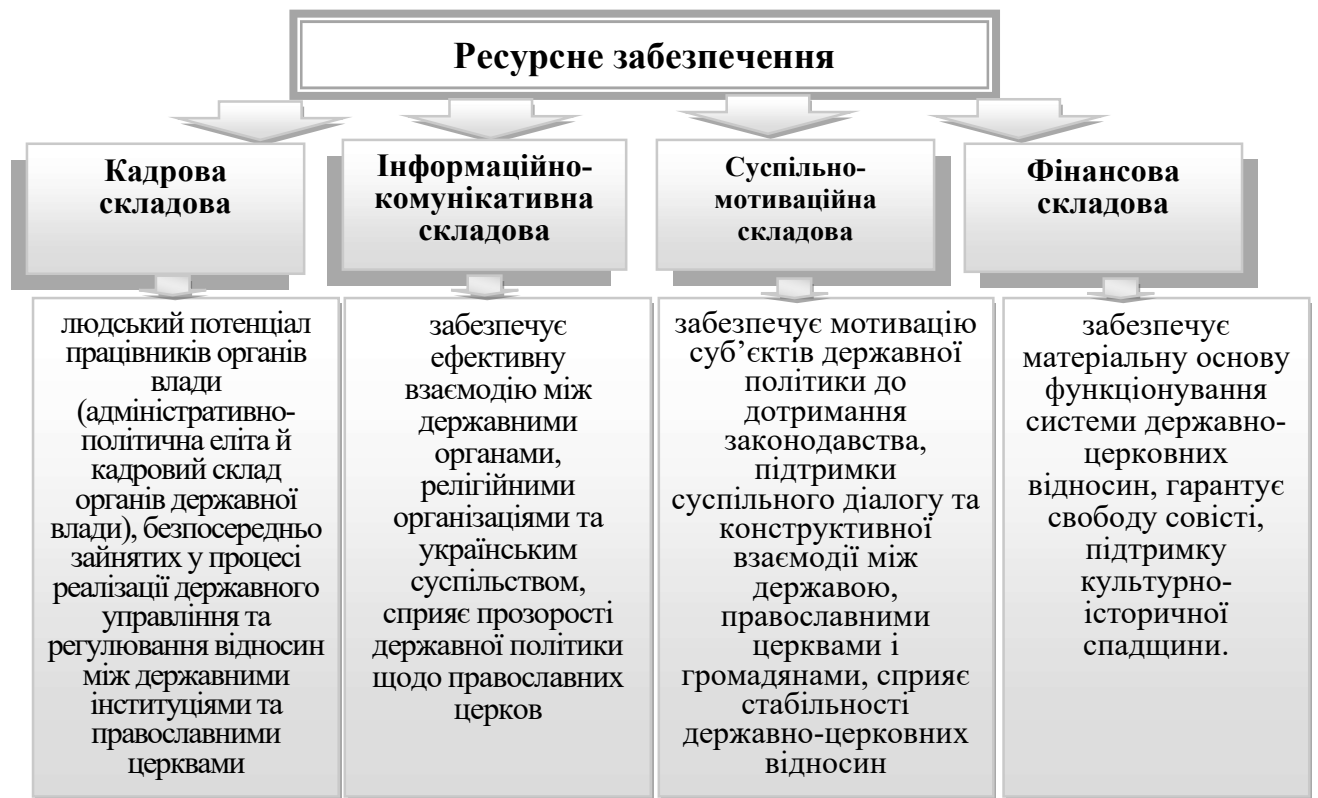 Ресурсне забезпечення
Кадрова
складова
Інформаційно-
комунікативна
складова
Суспільно-
мотиваційна
складова
Фінансова
складова
людський потенціал
працівників органів
влади
(адміністративно-
політична еліта й
кадровий склад
органів державної
влади), безпосередньо
зайнятих у процесі
реалізації державного
управління та
регулювання відносин
між державними
інституціями та
православними
церквами
забезпечує
ефективну
взаємодію між
державними
органами,
релігійними
організаціями та
українським
суспільством,
сприяє прозорості
державної політики
щодо православних
церков
забезпечує мотивацію
суб’єктів державної
політики до
дотримання
законодавства,
підтримки
суспільного діалогу та
конструктивної
взаємодії між
державою,
православними
церквами і
громадянами, сприяє
стабільності
державно-церковних
відносин
забезпечує
матеріальну основу
функціонування
системи державно-
церковних
відносин, гарантує
свободу совісті,
підтримку
культурно-
історичної
спадщини.